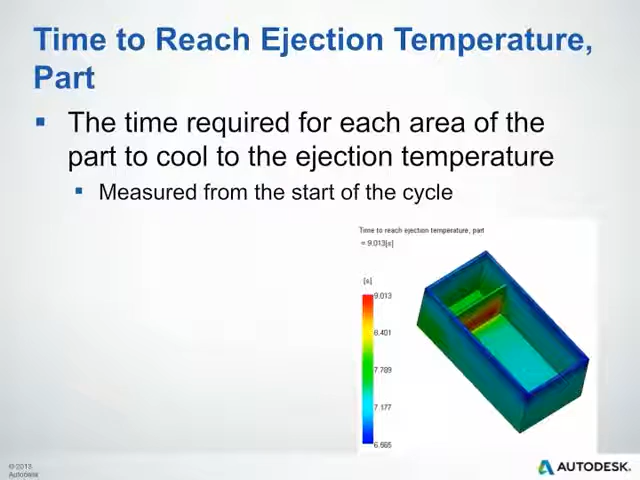 Time to Reach Ejection Temperature,
Part
▪ The time required for each area of the
part to cool to the ejection temperature
▪ Measured from the start of the cycle
Time to reach ejection temperature, part
= 9.013[s]
[s]
9.013
8.401
7.789
7.177
6.565
© 2013
Autodesk
AUTODESK.